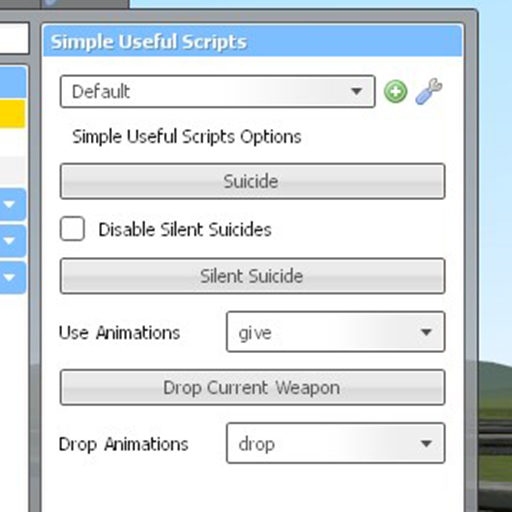 Simple Useful Scripts
Default
Simple Useful Scripts Options
Suicide
Disable Silent Suicides
Silent Suicide
Use Animations give
Drop Current Weapon
Drop Animations drop